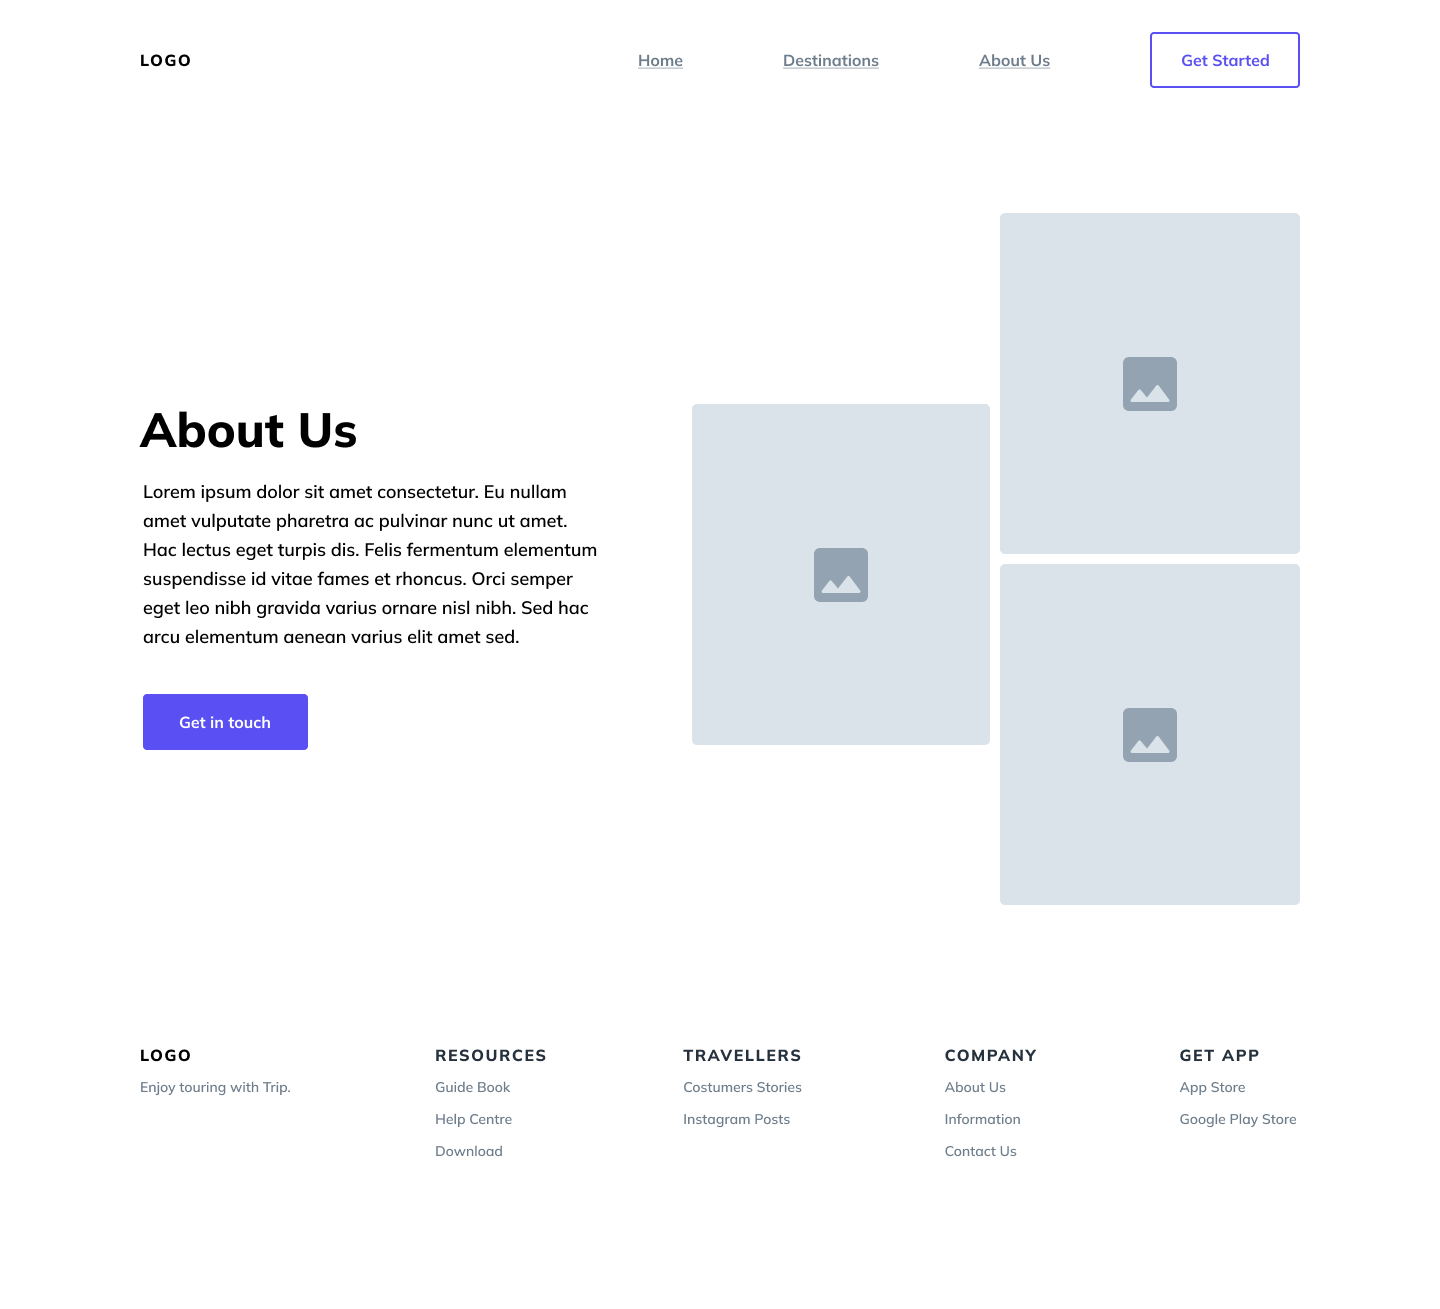 LOGO
Home
Destinations
About Us
Get Started
About Us
Lorem ipsum dolor sit amet consectetur. Eu nullam
amet vulputate pharetra ac pulvinar nunc ut amet.
Hac lectus eget turpis dis. Felis fermentum elementum
suspendisse id vitae fames et rhoncus. Orci semper
eget leo nibh gravida varius ornare nisl nibh. Sed hac
arcu elementum aenean varius elit amet sed.
Get in touch
LOGO
Enjoy touring with Trip.
RESOURCES
Guide Book
Help Centre
Download
TRAVELLERS
Costumers Stories
Instagram Posts
COMPANY
About Us
Information
Contact Us
GET APP
App Store
Google Play Store